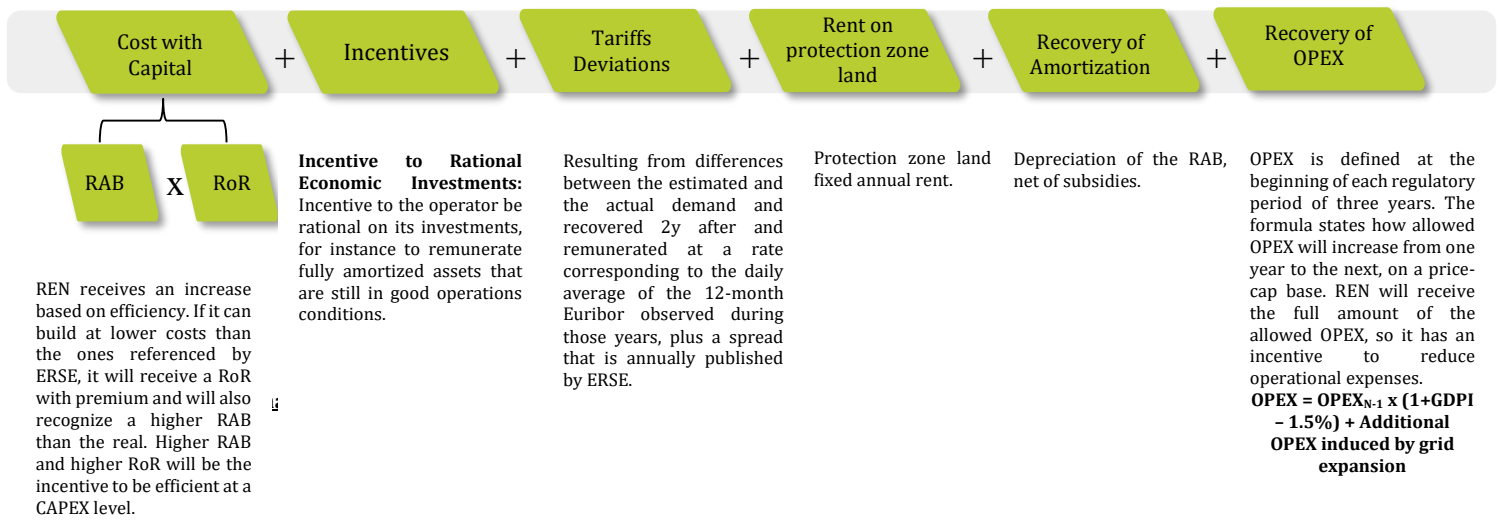 Cost with
Capital
+
Incentives
+
Tariffs
Deviations
+
Rent on
protection zone
land
+
Recovery of
Amortization
+
Recovery of
OPEX
RAB
X
RoR
REN receives an increase
based on efficiency. If it can
build at lower costs than
the ones referenced by
ERSE, it will receive a RoR
with premium and will also
recognize a higher RAB
than the real. Higher RAB
and higher RoR will be the
incentive to be efficient at a
CAPEX level.
Incentive to Rational
Economic Investments:
Incentive to the operator be
rational on its investments,
for instance to remunerate
fully amortized assets that
are still in good operations
conditions.
Resulting from differences
between the estimated and
the actual demand and
recovered 2y after and
remunerated at a rate
corresponding to the daily
average of the 12-month
Euribor observed during
those years, plus a spread
that is annually published
by ERSE.
Protection zone land
fixed annual rent.
Depreciation of the RAB,
net of subsidies.
OPEX is defined at the
beginning of each regulatory
period of three years. The
formula states how allowed
OPEX will increase from one
year to the next, on a price-
cap base. REN will receive
the full amount of the
allowed OPEX, so it has an
incentive to reduce
operational expenses.
OPEX = OPEXN-1 x (1+GDPI
– 1.5%) + Additional
OPEX induced by grid
expansion